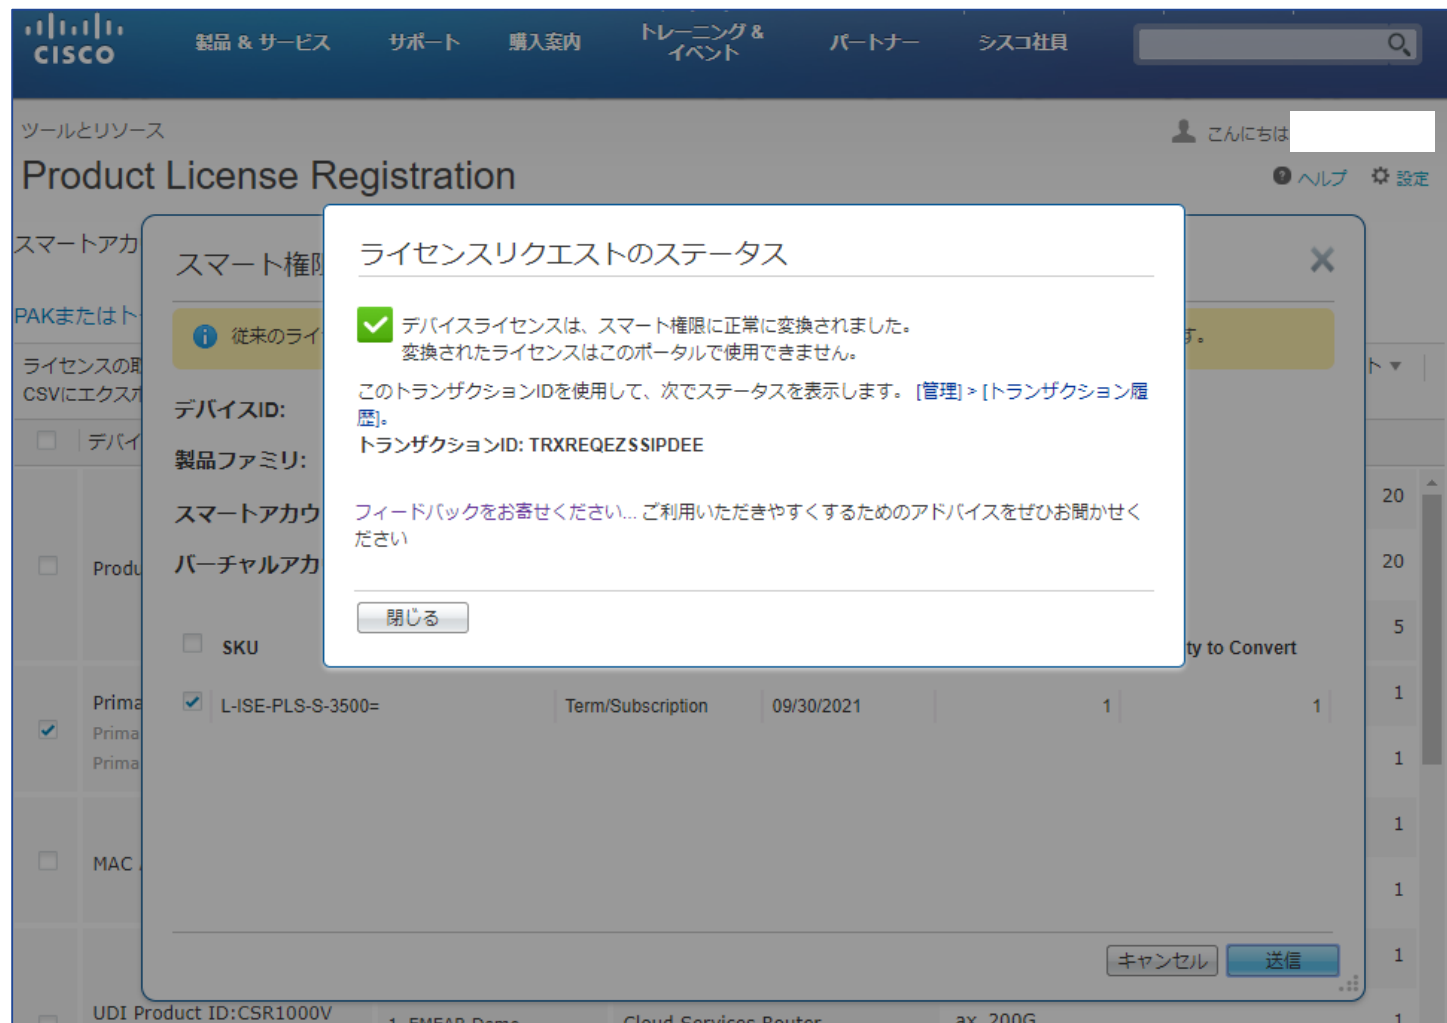 CISCO
製品 & サービス
サポート
購入案内
トレーニング &
イベント
パートナー
シスコ社員
ツールとリソース
こんにちは
Product License Registration
ヘルプ
設定
スマートアカ
スマート権限
ライセンスリクエストのステータス
PAKまたはト
従来のライ
す。
デバイスライセンスは、スマート権限に正常に変換されました。
変換されたライセンスはこのポータルで使用できません。
ライセンスの取
CSVにエクスポ
ト
このトランザクションIDを使用して、次でステータスを表示します。 [管理] > [トランザクション履
歴]。
トランザクションID: TRXREQEZSSIPDEE
デバイスID:
デバイ
製品ファミリ:
スマートアカウ
フィードバックをお寄せください... ご利用いただきやすくするためのアドバイスをぜひお聞かせく
ださい
20
バーチャルアカ
Produ
20
閉じる
5
SKU
ty to Convert
L-ISE-PLS-S-3500=
Term/Subscription
09/30/2021
1
1
Prima
1
Prima
Prima
1
1
MAC
1
キャンセル
送信
1
UDI Product ID:CSR1000V
1